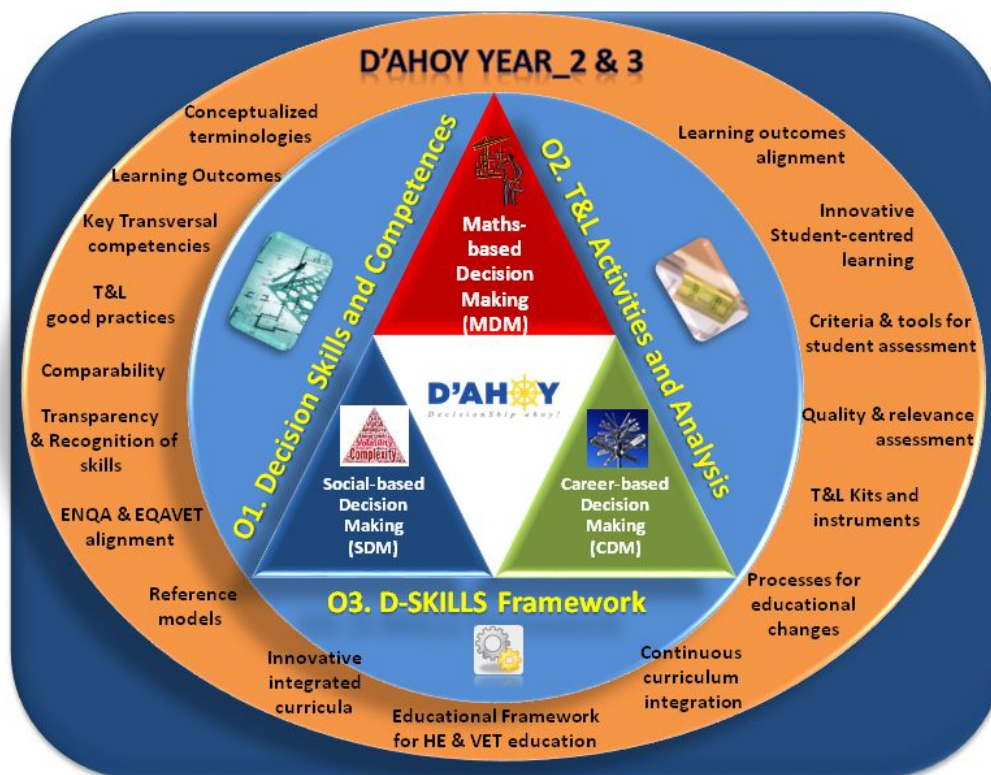 D'AHOY YEAR_2 & 3
Conceptualized
terminologies
Learning Outcomes
Key Transversal
competencies
T&L
good practices
Comparability
Transparency
& Recognition of
skills
ENQA & EQAVET
alignment
Reference
models
Innovative
integrated
curricula
Educational Framework
for HE & VET education
Continuous
curriculum
integration
Processes for
educational
changes
T&L Kits and
instruments
Quality & relevance
assessment
Criteria & tools for
student assessment
Innovative
Student-centred
learning
Learning outcomes
alignment
O1. Decision Skills and Competences
O2. T&L Activities and Analysis
O3. D-SKILLS Framework
Maths-
based
Decision
Making
(MDM)
D'AHOY
DecisionShip ahoy!
Volatility
Complexity
Social-based
Decision
Making
(SDM)
Career-based
Decision
Making
(CDM)